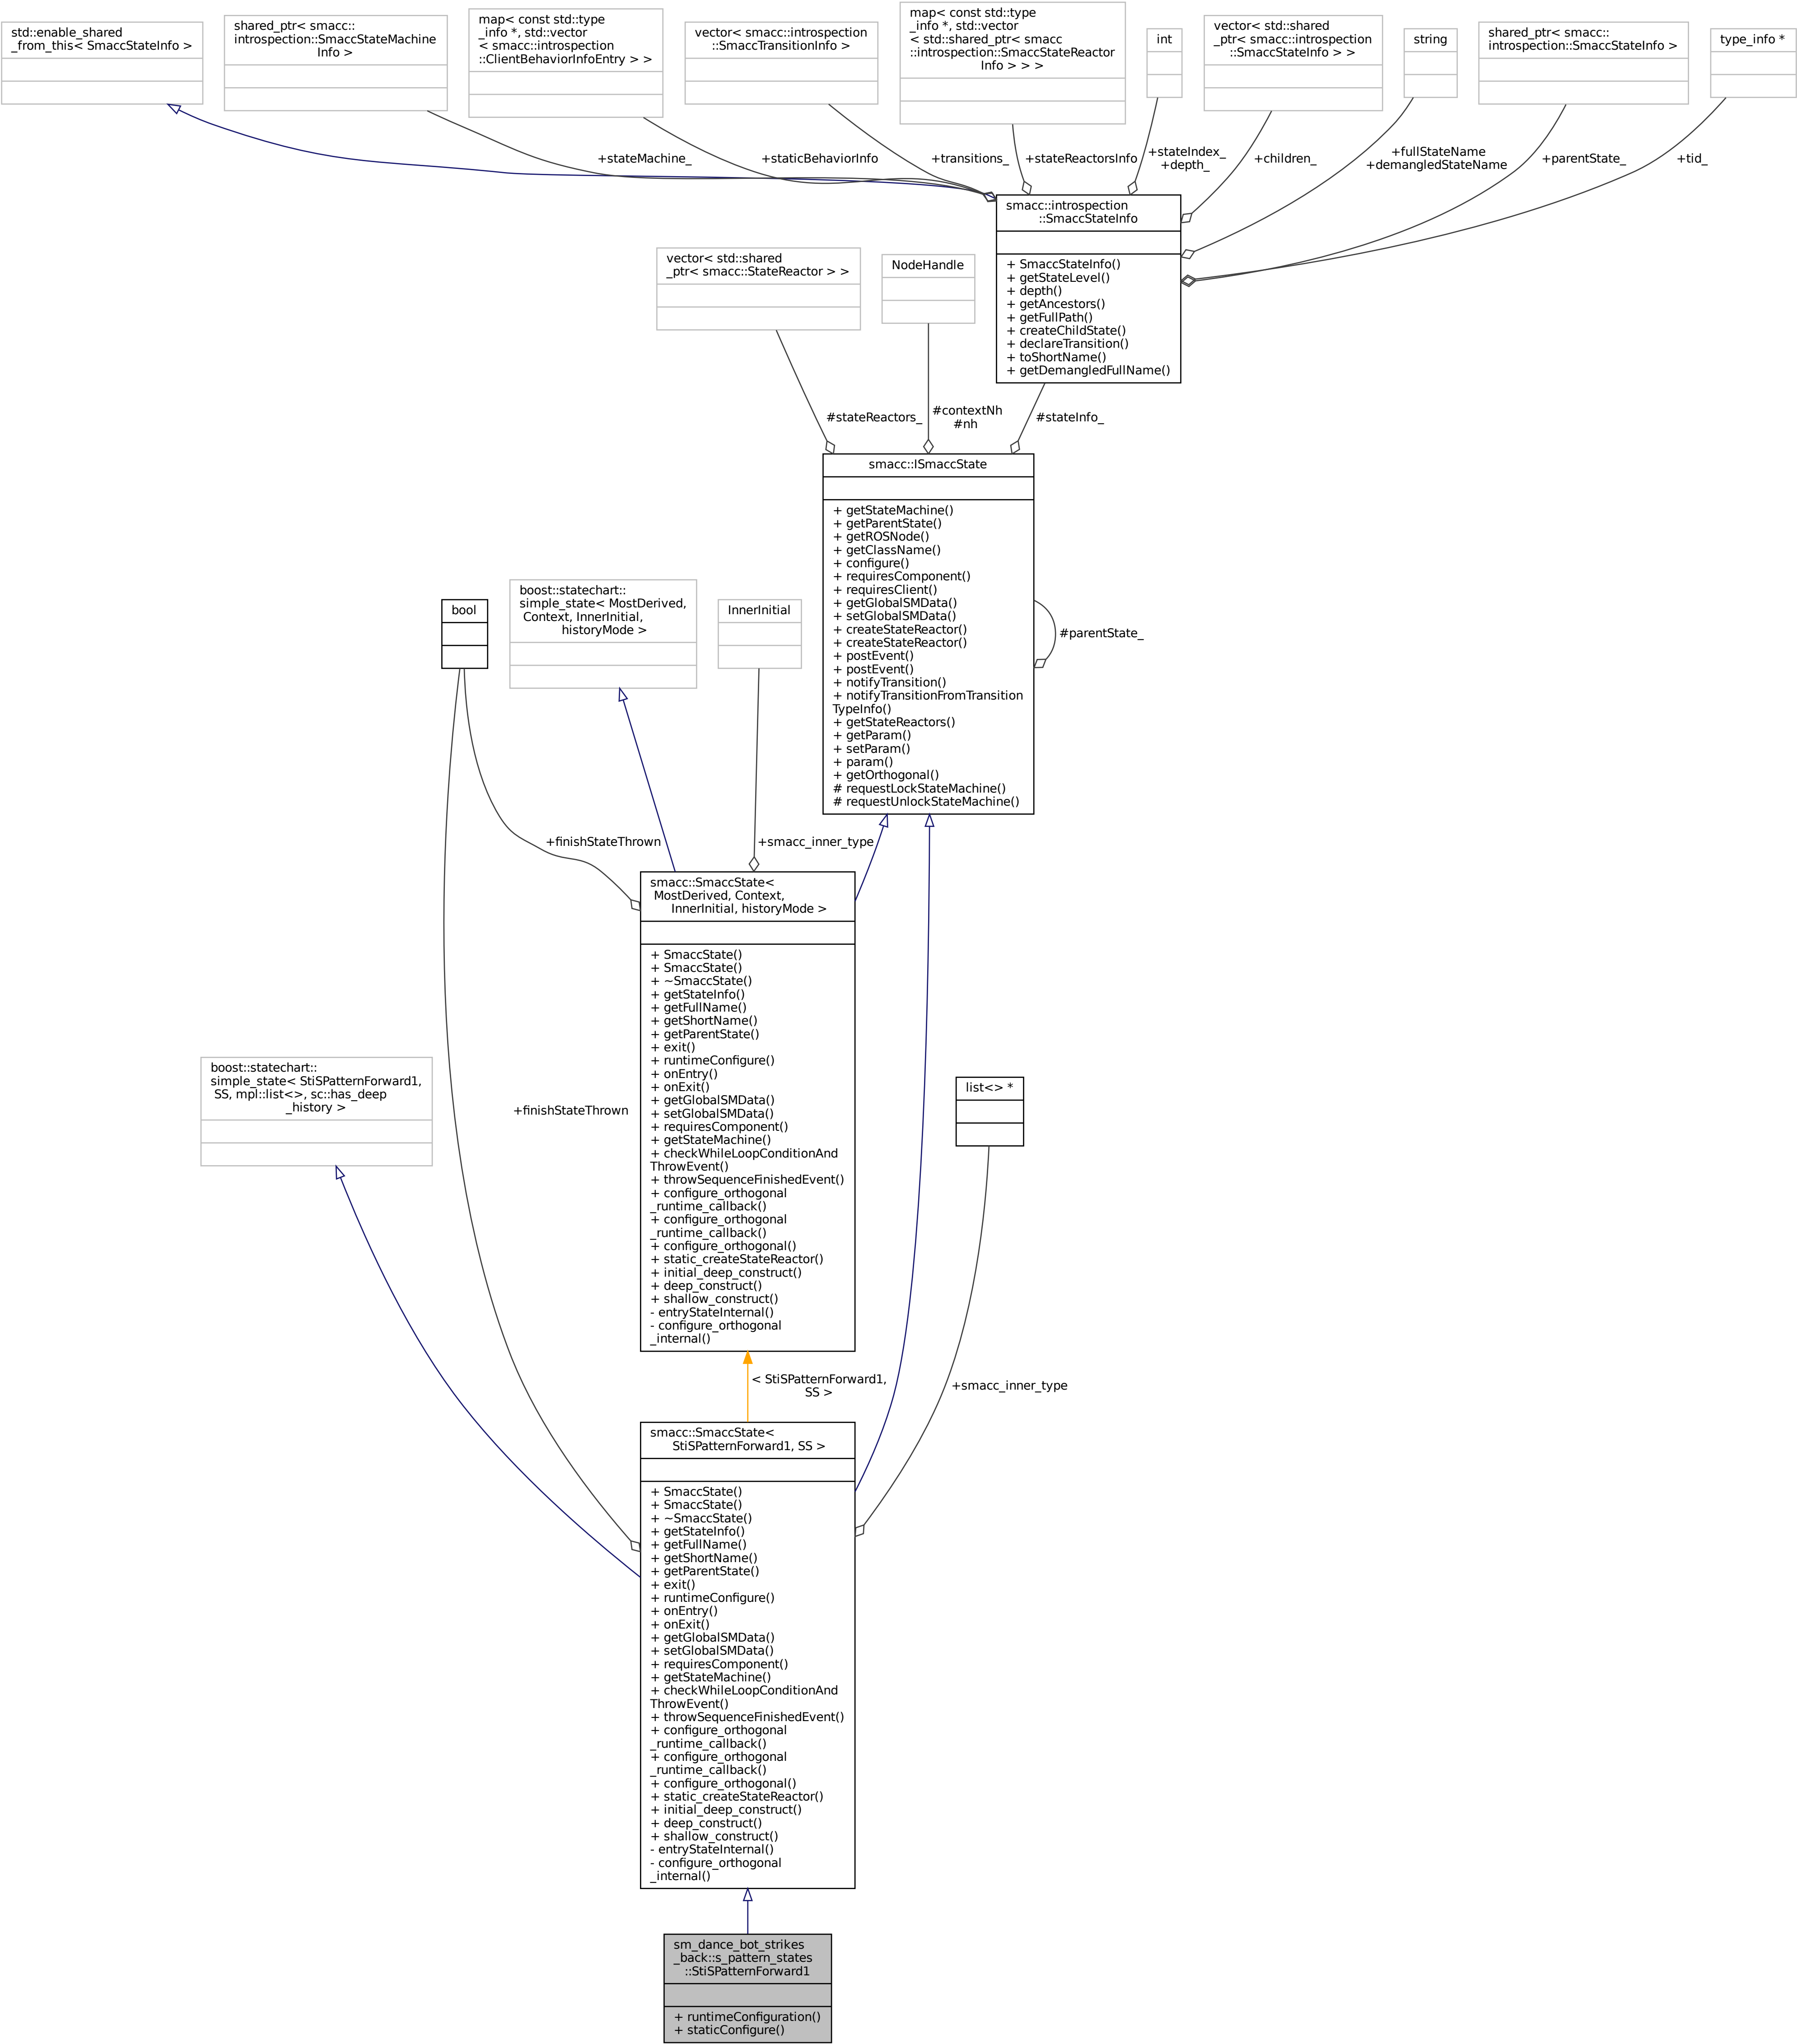 std::enable_shared
_from_this< SmaccStateInfo >
shared_ptr< smacc::
introspection::SmaccStateMachine
Info >
map< const std::type
_info *, std::vector
< smacc::introspection
::ClientBehaviorInfoEntry > >
vector< smacc::introspection
::SmaccTransitionInfo >
map< const std::type
_info *, std::vector
< std::shared_ptr< smacc
::introspection::SmaccStateReactor
Info > > >
int
vector< std::shared
_ptr< smacc::introspection
::SmaccStateInfo > >
string
shared_ptr< smacc::
introspection::SmaccStateInfo >
type_info *
+stateMachine_
+staticBehaviorInfo
+transitions_
+stateReactorsInfo
+stateIndex_
+depth_
+children_
+fullStateName
+demangledStateName
+parentState_
+tid_
smacc::introspection
::SmaccStateInfo
+ SmaccStateInfo()
+ getStateLevel()
+ depth()
+ getAncestors()
+ getFullPath()
+ createChildState()
+ declareTransition()
+ toShortName()
+ getDemangledFullName()
vector< std::shared
_ptr< smacc::StateReactor > >
NodeHandle
#stateReactors_
#contextNh
#nh
#stateInfo_
smacc::ISmaccState
+ getStateMachine()
+ getParentState()
+ getROSNode()
+ getClassName()
+ configure()
+ requiresComponent()
+ requiresClient()
+ getGlobalSMData()
+ setGlobalSMData()
+ createStateReactor()
+ createStateReactor()
+ postEvent()
+ postEvent()
+ notifyTransition()
+ notifyTransitionFromTransition
TypeInfo()
+ getStateReactors()
+ getParam()
+ setParam()
+ param()
+ getOrthogonal()
# requestLockStateMachine()
# requestUnlockStateMachine()
#parentState_
bool
boost::statechart::
simple_state< MostDerived,
Context, InnerInitial,
historyMode >
InnerInitial
+finishStateThrown
+smacc_inner_type
smacc::SmaccState<
MostDerived, Context,
InnerInitial, historyMode >
+ SmaccState()
+ SmaccState()
+ ~SmaccState()
+ getStateInfo()
+ getFullName()
+ getShortName()
+ getParentState()
+ exit()
+ runtimeConfigure()
+ onEntry()
+ onExit()
+ getGlobalSMData()
+ setGlobalSMData()
+ requiresComponent()
+ getStateMachine()
+ checkWhileLoopConditionAnd
ThrowEvent()
+ throwSequenceFinishedEvent()
+ configure_orthogonal
_runtime_callback()
+ configure_orthogonal
_runtime_callback()
+ configure_orthogonal()
+ static_createStateReactor()
+ initial_deep_construct()
+ deep_construct()
+ shallow_construct()
- entryStateInternal()
- configure_orthogonal
_internal()
boost::statechart::
simple_state< StiSPatternForward1,
SS, mpl::list<>, sc::has_deep
_history >
+finishStateThrown
list<> *
< StiSPatternForward1,
SS >
+smacc_inner_type
smacc::SmaccState<
StiSPatternForward1, SS >
+ SmaccState()
+ SmaccState()
+ ~SmaccState()
+ getStateInfo()
+ getFullName()
+ getShortName()
+ getParentState()
+ exit()
+ runtimeConfigure()
+ onEntry()
+ onExit()
+ getGlobalSMData()
+ setGlobalSMData()
+ requiresComponent()
+ getStateMachine()
+ checkWhileLoopConditionAnd
ThrowEvent()
+ throwSequenceFinishedEvent()
+ configure_orthogonal
_runtime_callback()
+ configure_orthogonal
_runtime_callback()
+ configure_orthogonal()
+ static_createStateReactor()
+ initial_deep_construct()
+ deep_construct()
+ shallow_construct()
- entryStateInternal()
- configure_orthogonal
_internal()
sm_dance_bot_strikes
_back::s_pattern_states
::StiSPatternForward1
+ runtimeConfiguration()
+ staticConfigure()